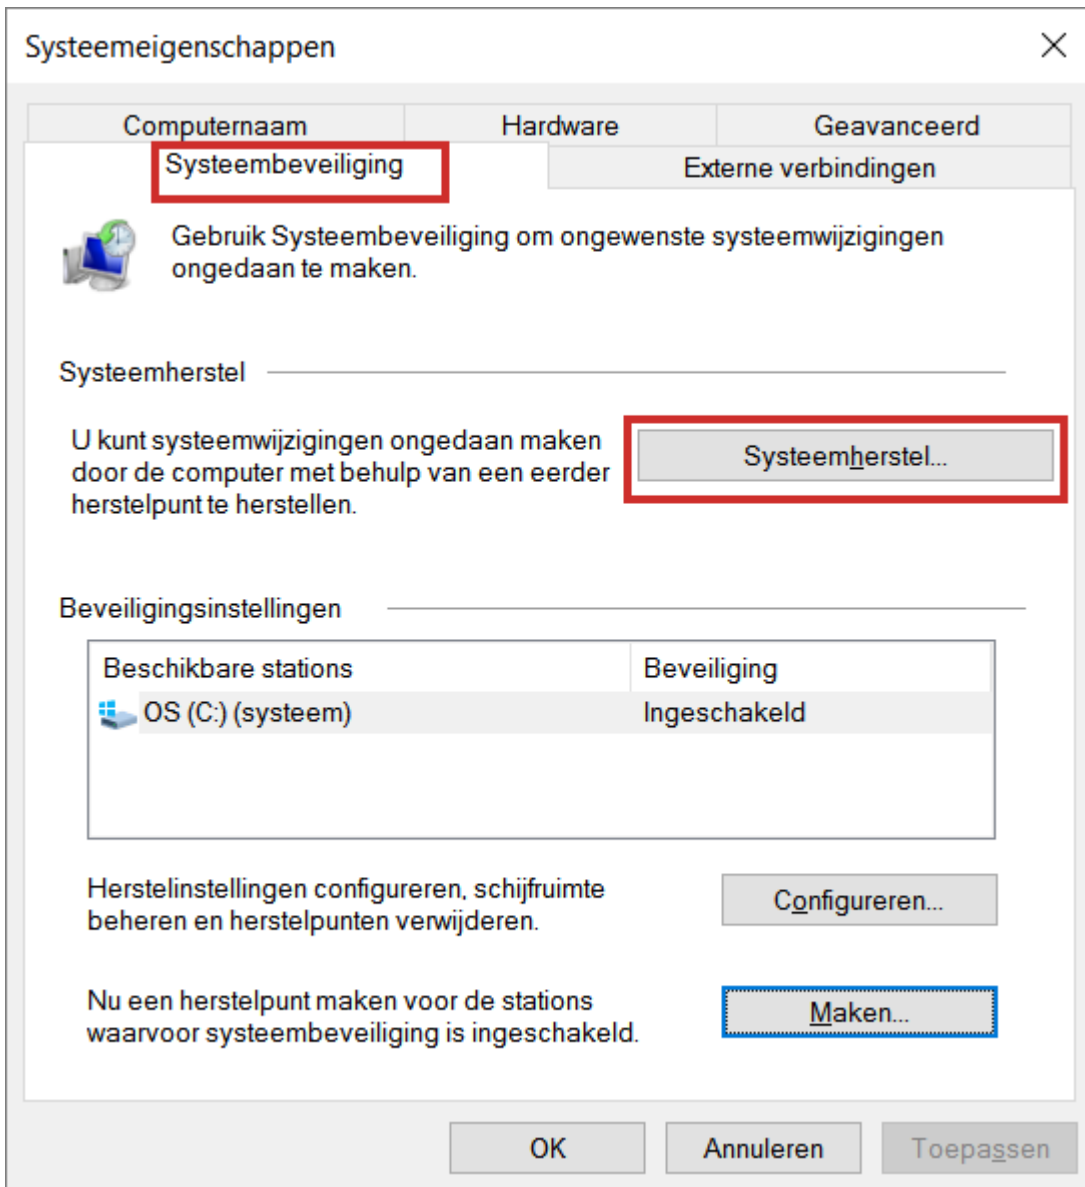 Systeemeigenschappen
Computernaam
Hardware
Geavanceerd
Systeembeveiliging
Externe verbindingen
Gebruik Systeembeveiliging om ongewenste systeemwijzigingen
ongedaan te maken.
Systeemherstel
U kunt systeemwijzigingen ongedaan maken
door de computer met behulp van een eerder
herstelpunt te herstellen.
Systeemherstel...
Beveiligingsinstellingen
Beschikbare stations
Beveiliging
OS (C:) (systeem)
Ingeschakeld
Herstelinstellingen configureren, schijfruimte
beheren en herstelpunten verwijderen.
Configureren...
Nu een herstelpunt maken voor de stations
waarvoor systeembeveiliging is ingeschakeld.
Maken...
OK
Annuleren
Toepassen